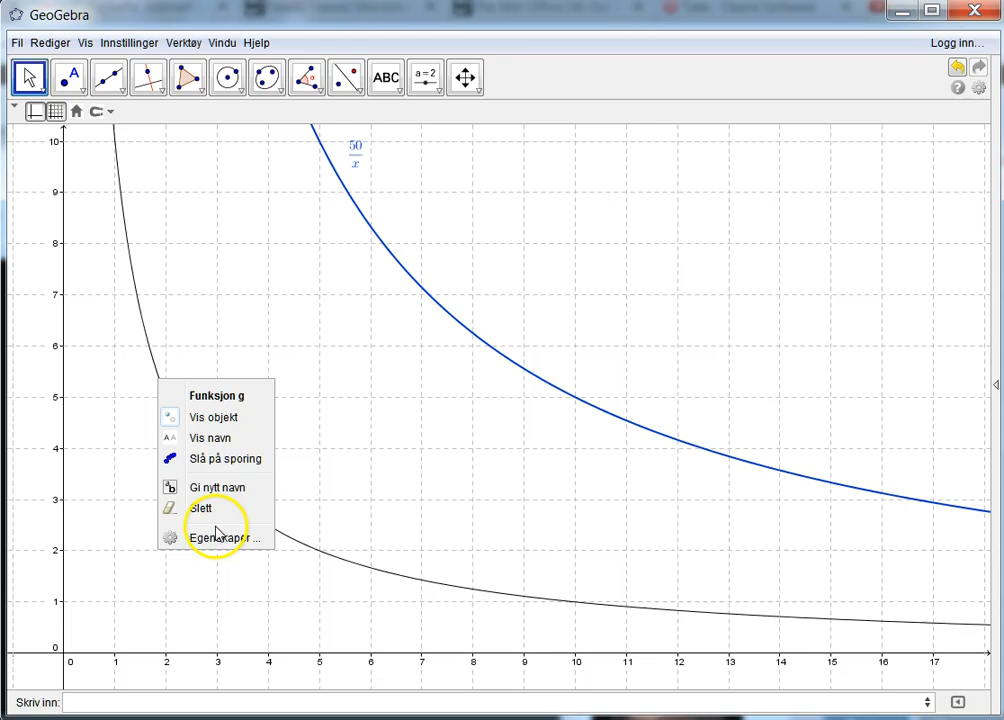 GeoGebra
Fil Rediger Vis Innstillinger Verktøy Vindu Hjelp Logg inn...
A α ABC a=2
10
9
8
7
6
5
4
3
2
1
0
50
x
Funksjon g
Vis objekt
AA Vis navn
Slå på sporing
ab Gi nytt navn
Slett
Egenskaper ...
0 1 2 3 4 5 6 7 8 9 10 11 12 13 14 15 16 17
Skriv inn: